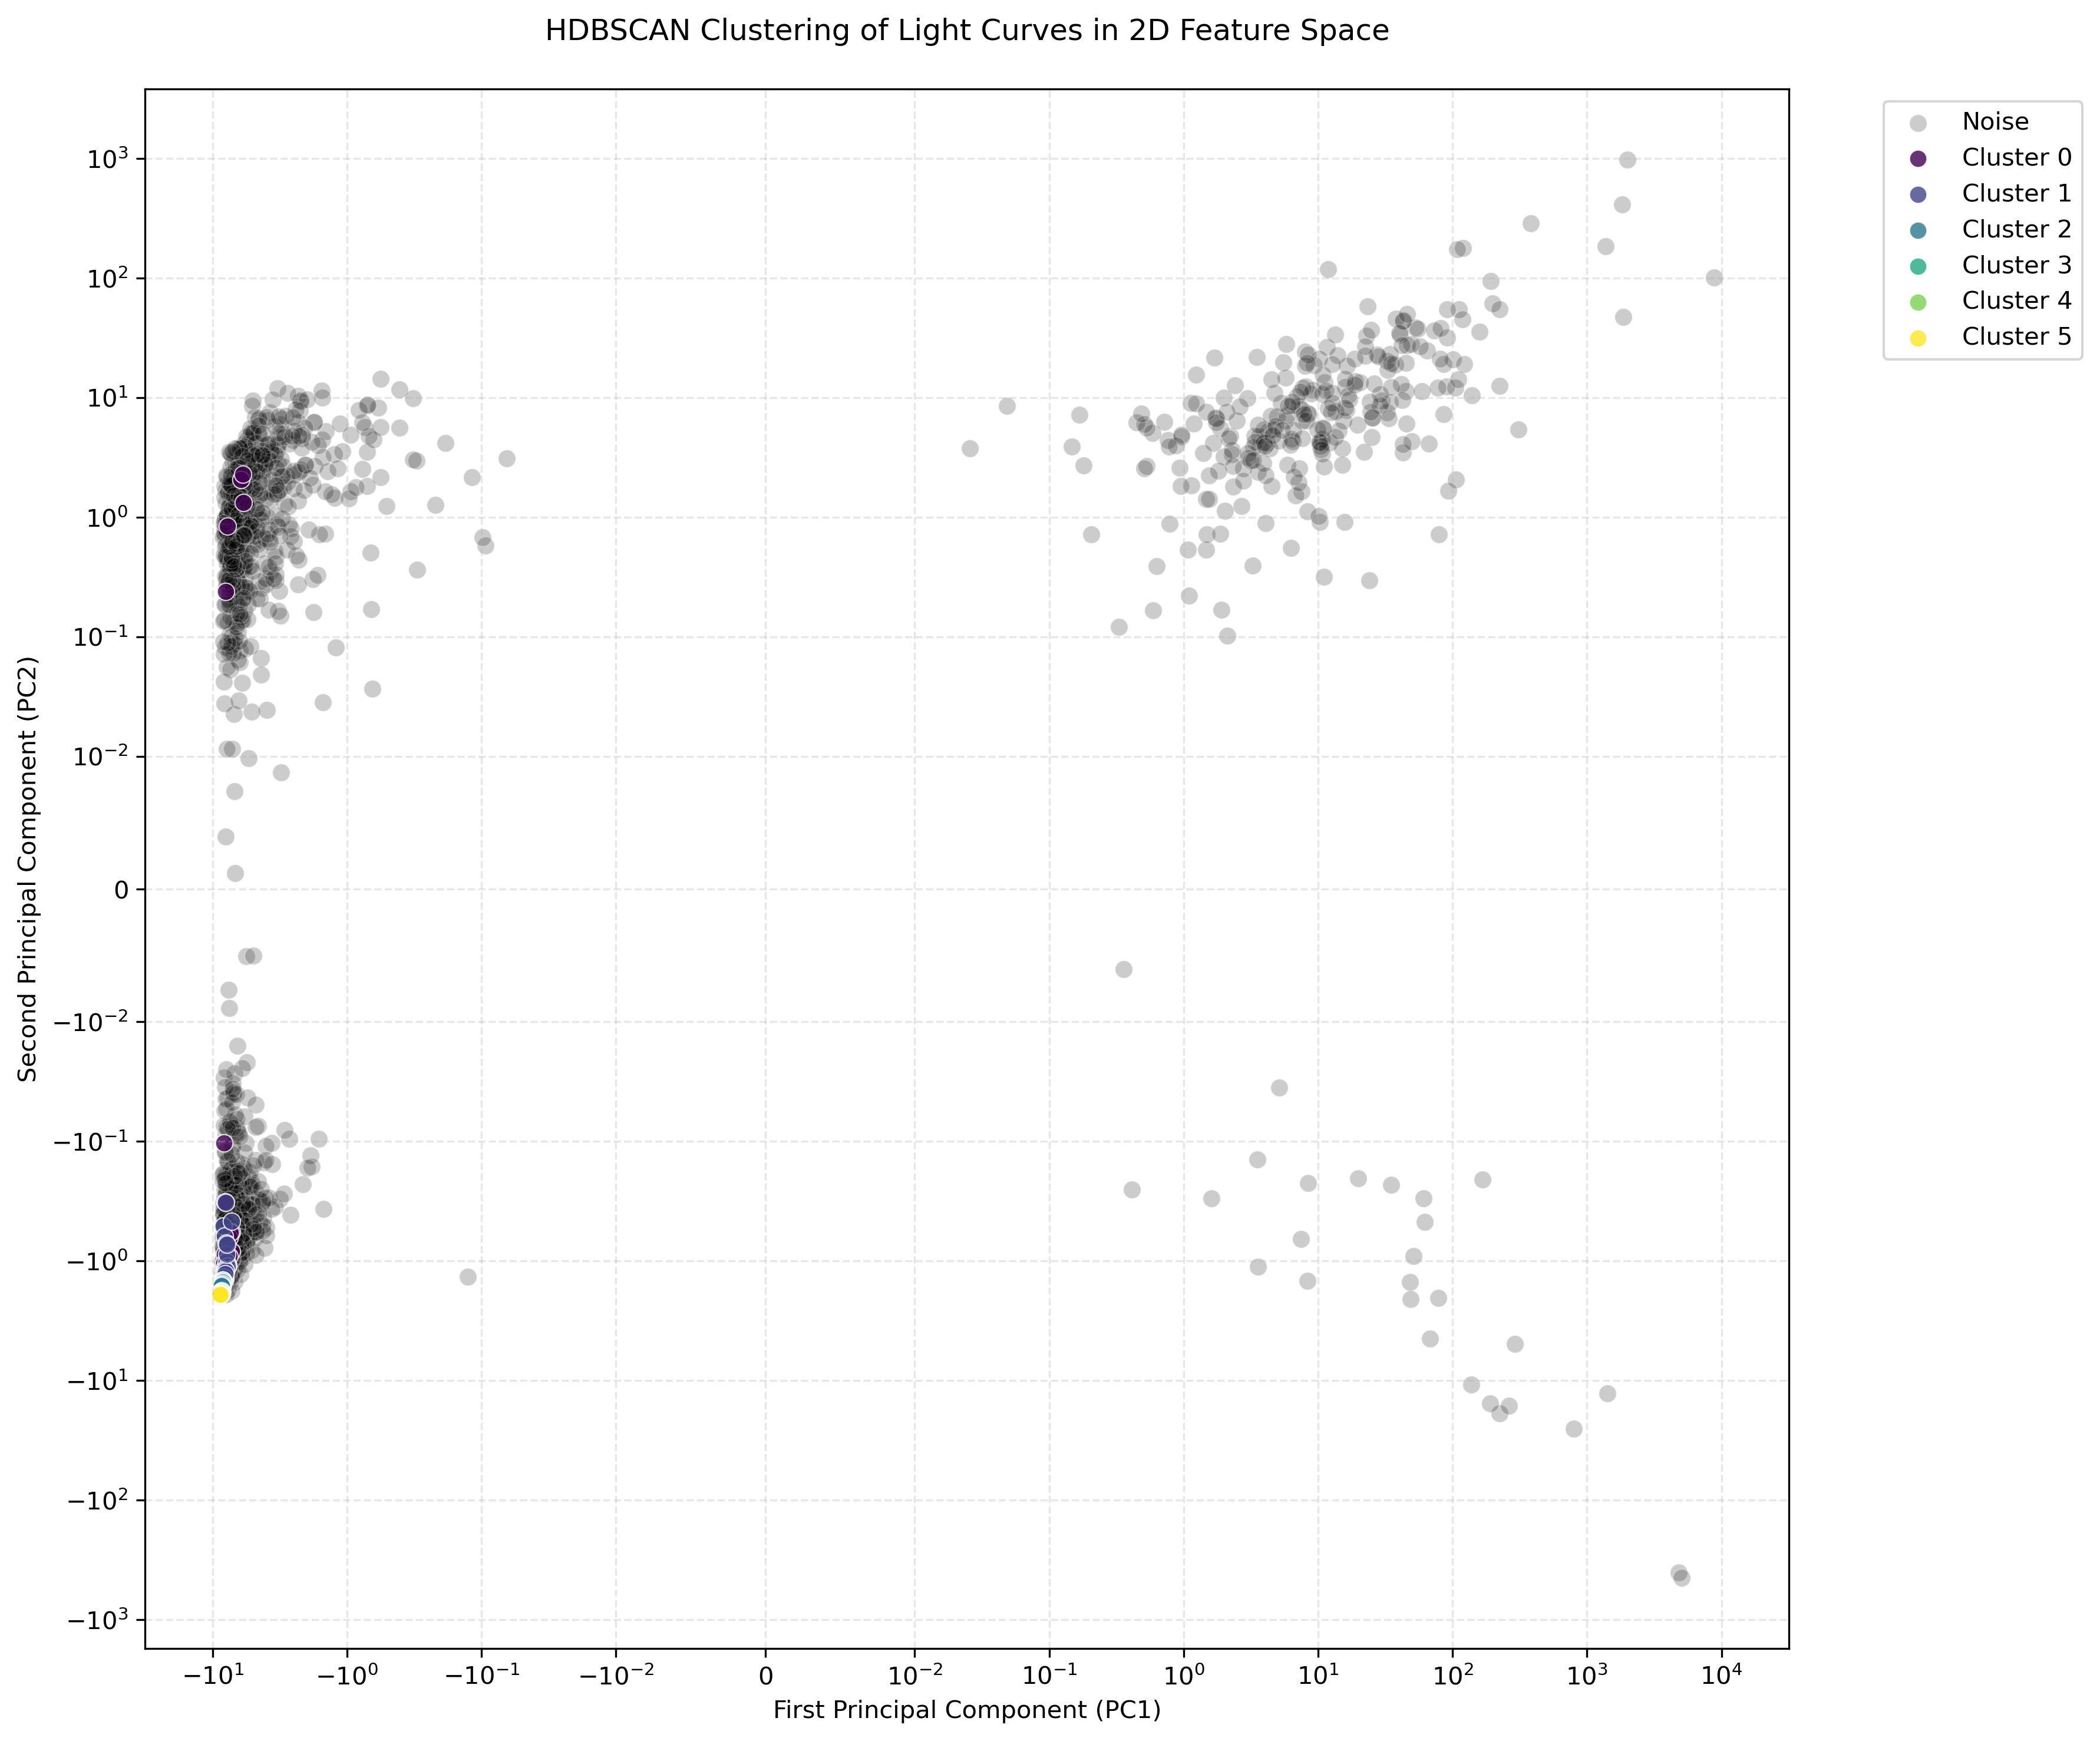 HDBSCAN Clustering of Light Curves in 2D Feature Space
Noise
Cluster 0
Cluster 1
Cluster 2
Cluster 3
Cluster 4
Cluster 5
Second Principal Component (PC2)
10³
10²
10¹
10⁰
10⁻¹
10⁻²
0
−10⁻²
−10⁻¹
−10⁰
−10¹
−10²
−10³
−10¹ −10⁰ −10⁻¹ −10⁻² 0 10⁻² 10⁻¹ 10⁰ 10¹ 10² 10³ 10⁴
First Principal Component (PC1)